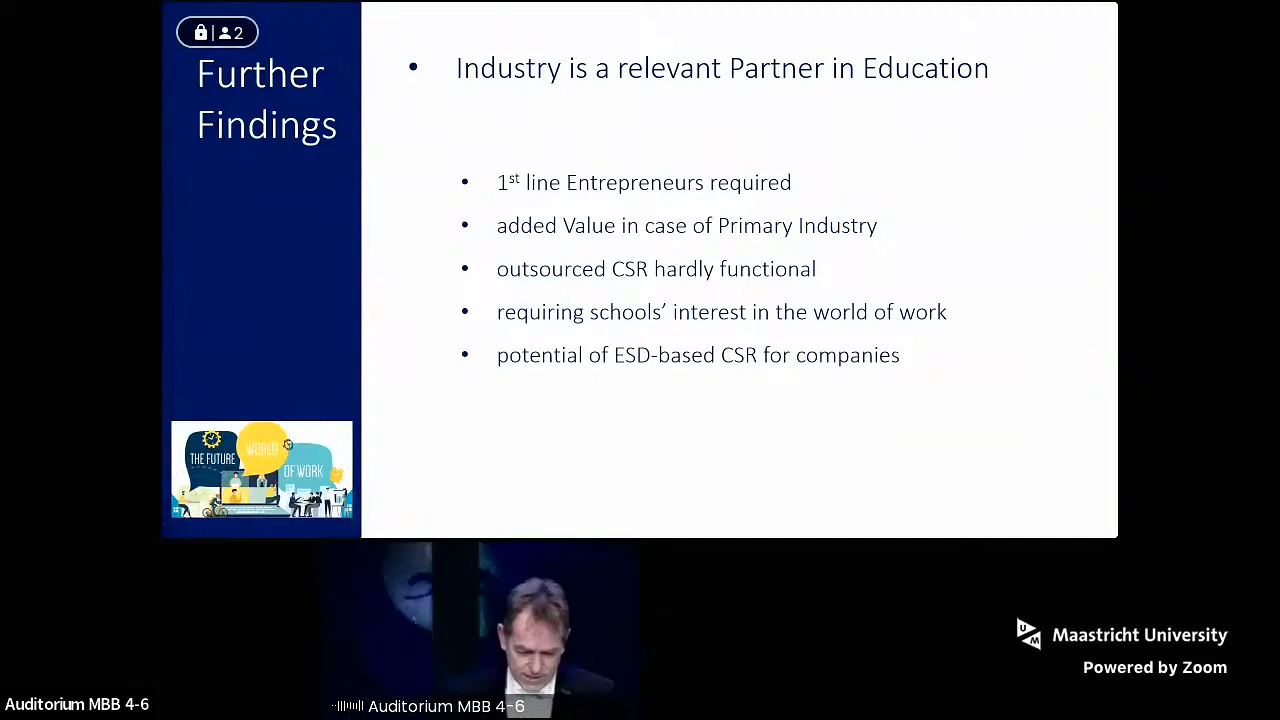 2
Further
Findings
• Industry is a relevant Partner in Education
• 1st line Entrepreneurs required
• added Value in case of Primary Industry
• outsourced CSR hardly functional
• requiring schools’ interest in the world of work
• potential of ESD-based CSR for companies
THE FUTURE
WORLD
OF WORK
UM Maastricht University
Powered by Zoom
Auditorium MBB 4-6
Auditorium MBB 4-6